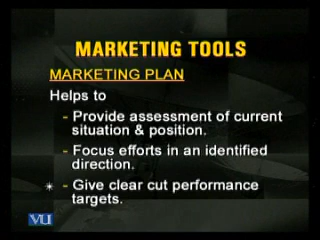 MARKETING TOOLS
MARKETING PLAN
Helps to
- Provide assessment of current
situation & position.
- Focus efforts in an identified
direction.
- Give clear cut performance
targets.
VU